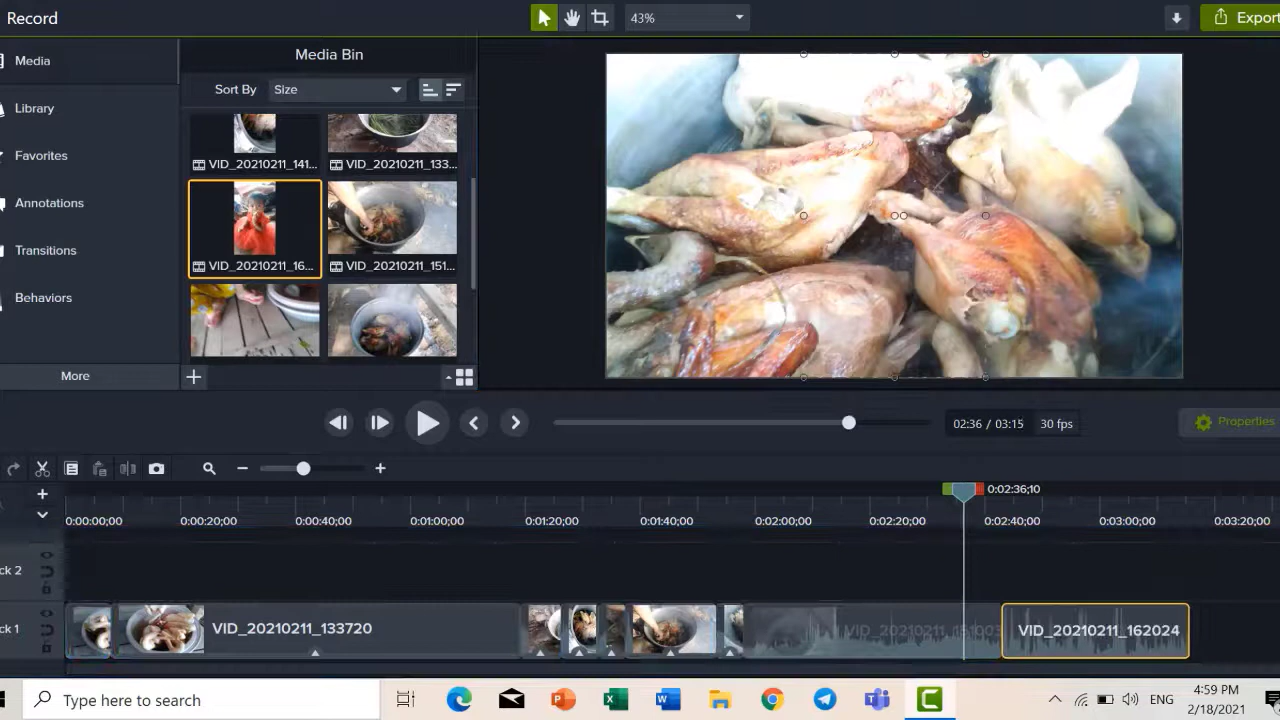 Record
43%
Export
Media
Library
Favorites
Annotations
Transitions
Behaviors
More
Media Bin
Sort By
Size
VID_20210211_141...
VID_20210211_133...
VID_20210211_16...
VID_20210211_151...
02:36 / 03:15
30 fps
Properties
0:02:36;10
0:00:00;00
0:00:20;00
0:00:40;00
0:01:00;00
0:01:20;00
0:01:40;00
0:02:00;00
0:02:20;00
0:02:40;00
0:03:00;00
0:03:20;00
ck 2
ck 1
VID_20210211_133720
VID_20210211_162024
Type here to search
ENG
4:59 PM
2/18/2021